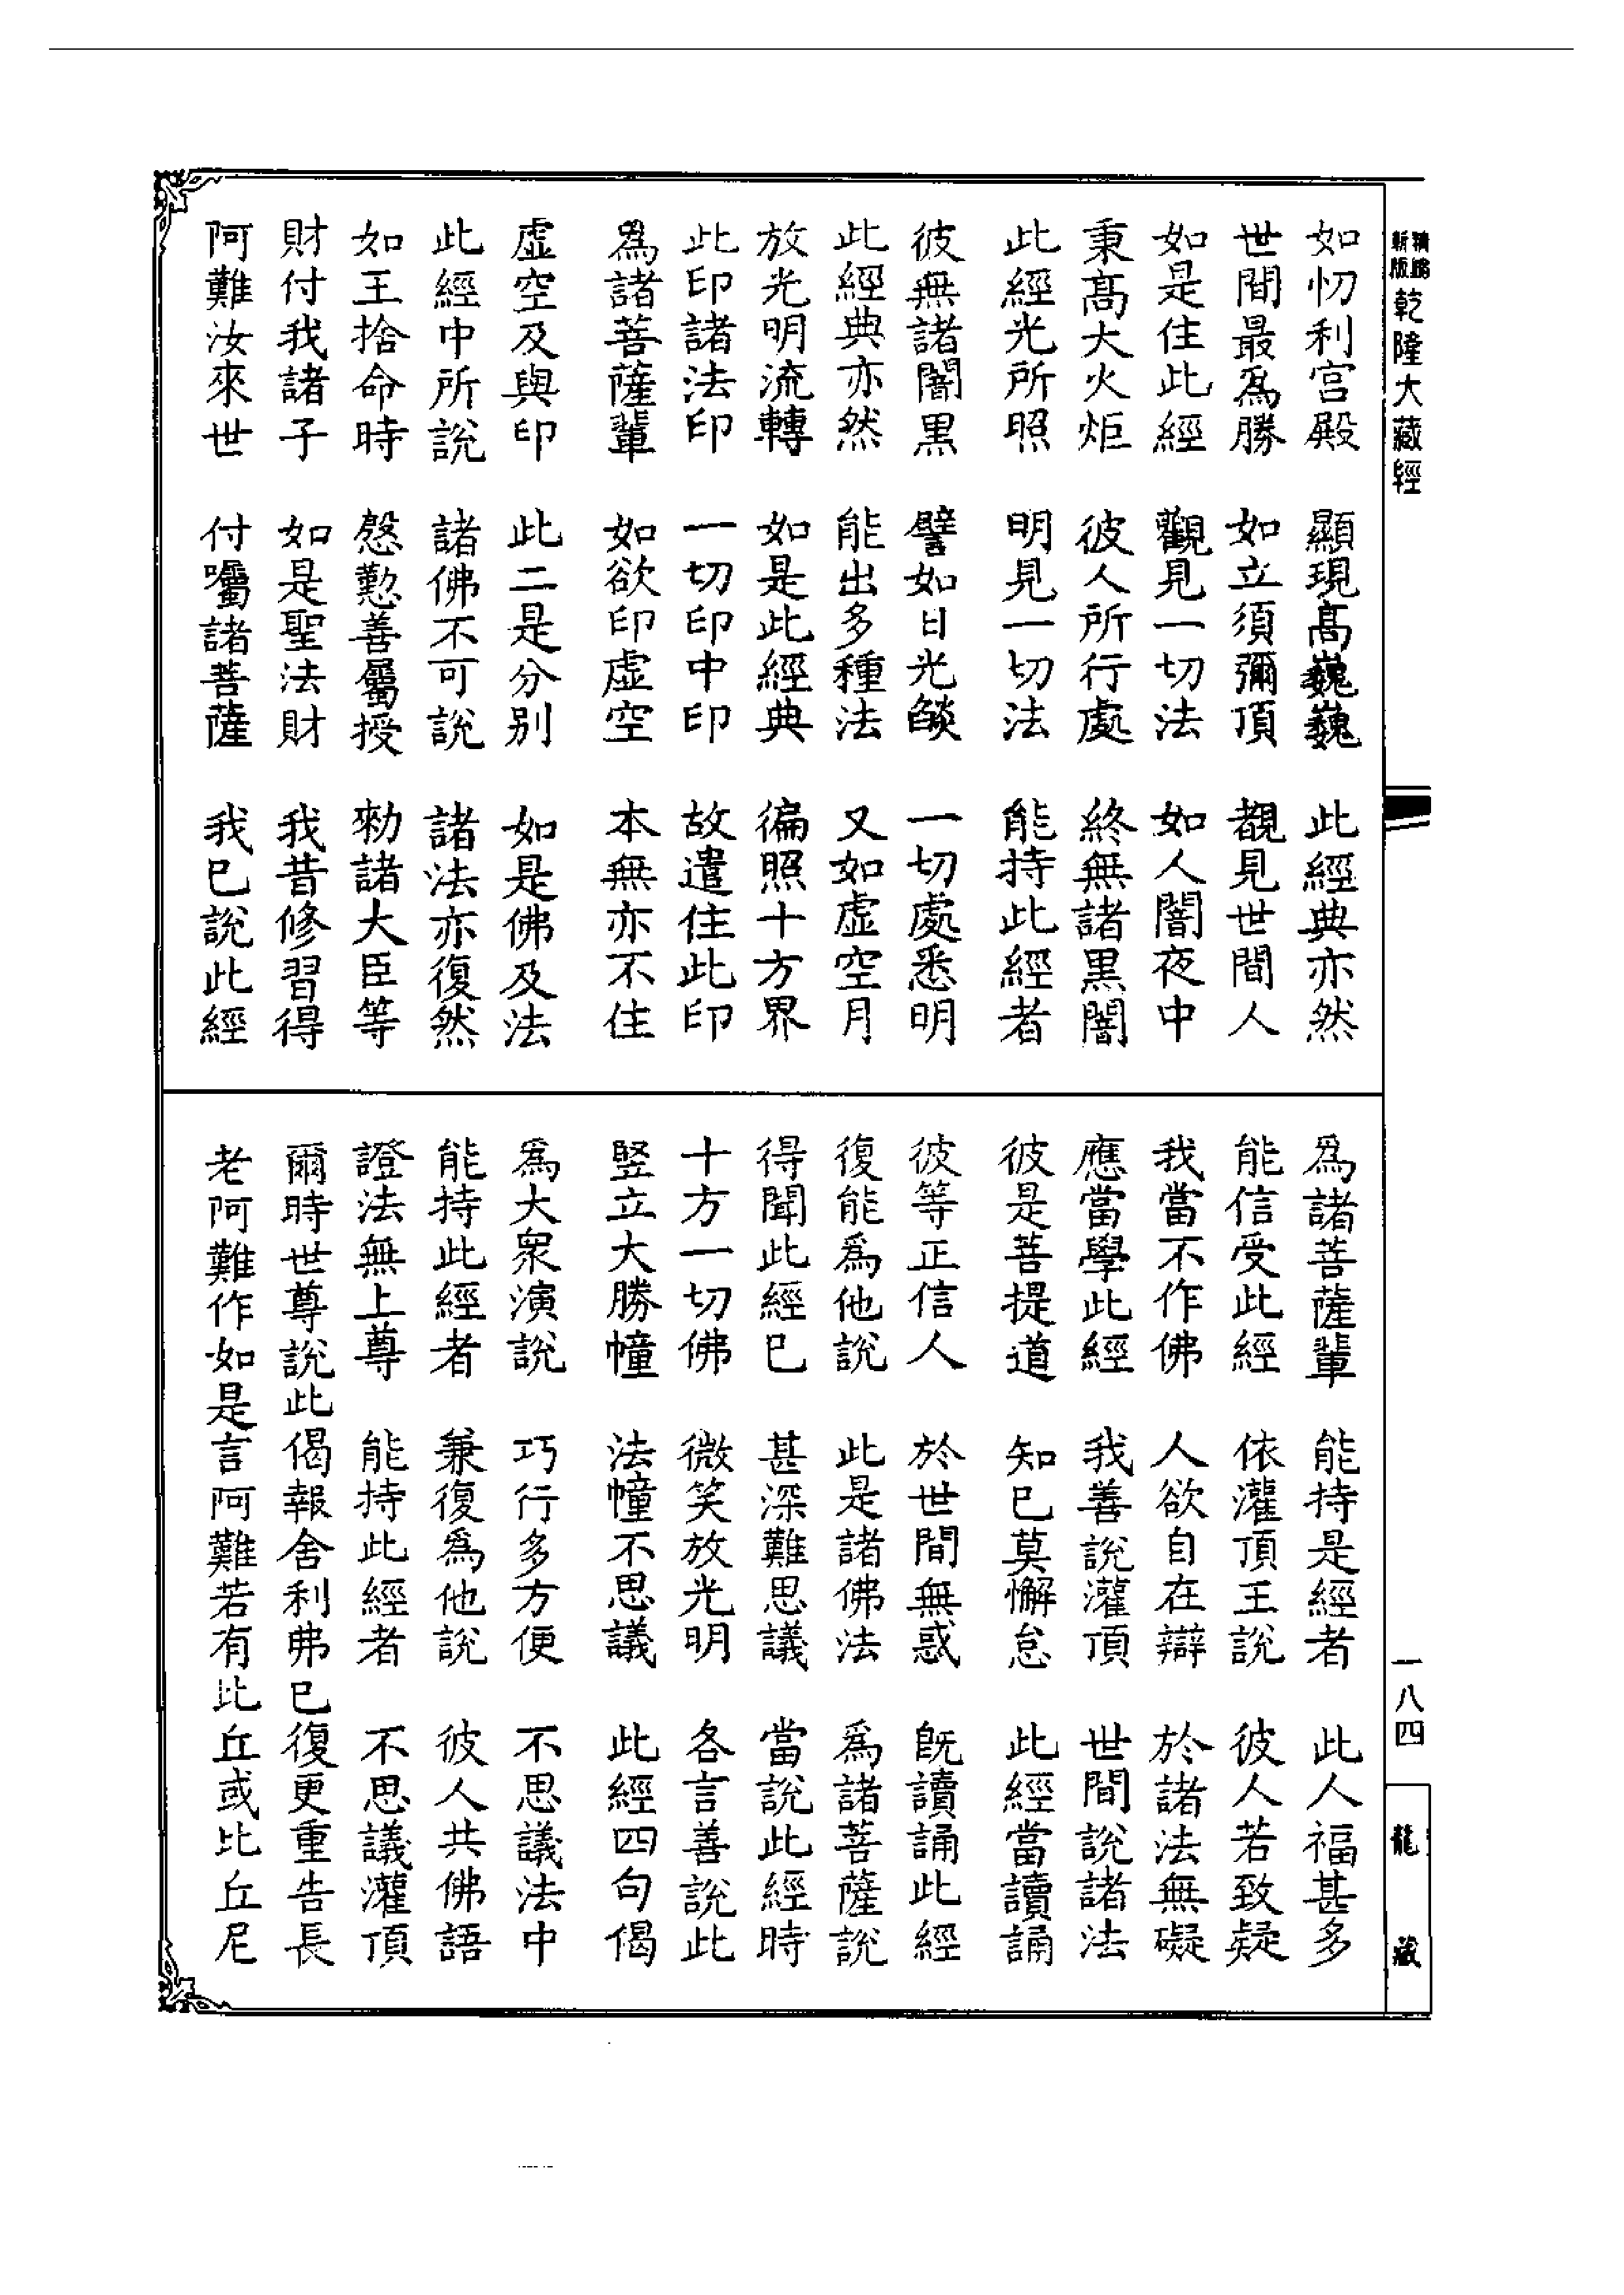 精縮
新版
乾隆大藏經
如忉利宮殿　顯現高巍巍　此經典亦然
世間最為勝　如立須彌頂　覩見世間人
如是住此經　觀見一切法　如人闇夜中
秉高大火炬　彼人所行處　終無諸黑闇
此經光所照　明見一切法　能持此經者
彼無諸闇黑　譬如日光燄　一切處悉明
此經典亦然　能出多種法　又如虛空月
放光明流轉　如是此經典　徧照十方界
此印諸法印　一切印中印　故遣住此印
為諸菩薩輩　如欲印虛空　本無亦不住
虛空及與印　此二是分別　如是佛及法
此經中所說　諸佛不可說　諸法亦復然
如王捨命時　慇懃善屬授　勑諸大臣等
財付我諸子　如是聖法財　我昔修習得
阿難汝來世　付囑諸菩薩　我已說此經
為諸菩薩輩　能持是經者　此人福甚多
能信受此經　依灌頂王說　彼人若致疑
我當不作佛　人欲自在辯　於諸法無礙
應當學此經　我善說灌頂　世間說諸法
彼是菩提道　知已莫懈怠　此經當讀誦
彼等正信人　於世間無惑　旣讀誦此經
復能為他說　此是諸佛法　為諸菩薩說
得聞此經已　甚深難思議　當說此經時
十方一切佛　微笑放光明　各言善說此
竪立大勝幢　法幢不思議　此經四句偈
為大衆演說　巧行多方便　不思議法中
能持此經者　兼復為他說　彼人共佛語
證法無上尊　能持此經者　不思議灌頂
爾時世尊說此偈報舍利弗已復更重告長
老阿難作如是言阿難若有比丘或比丘尼
一八四
龍藏